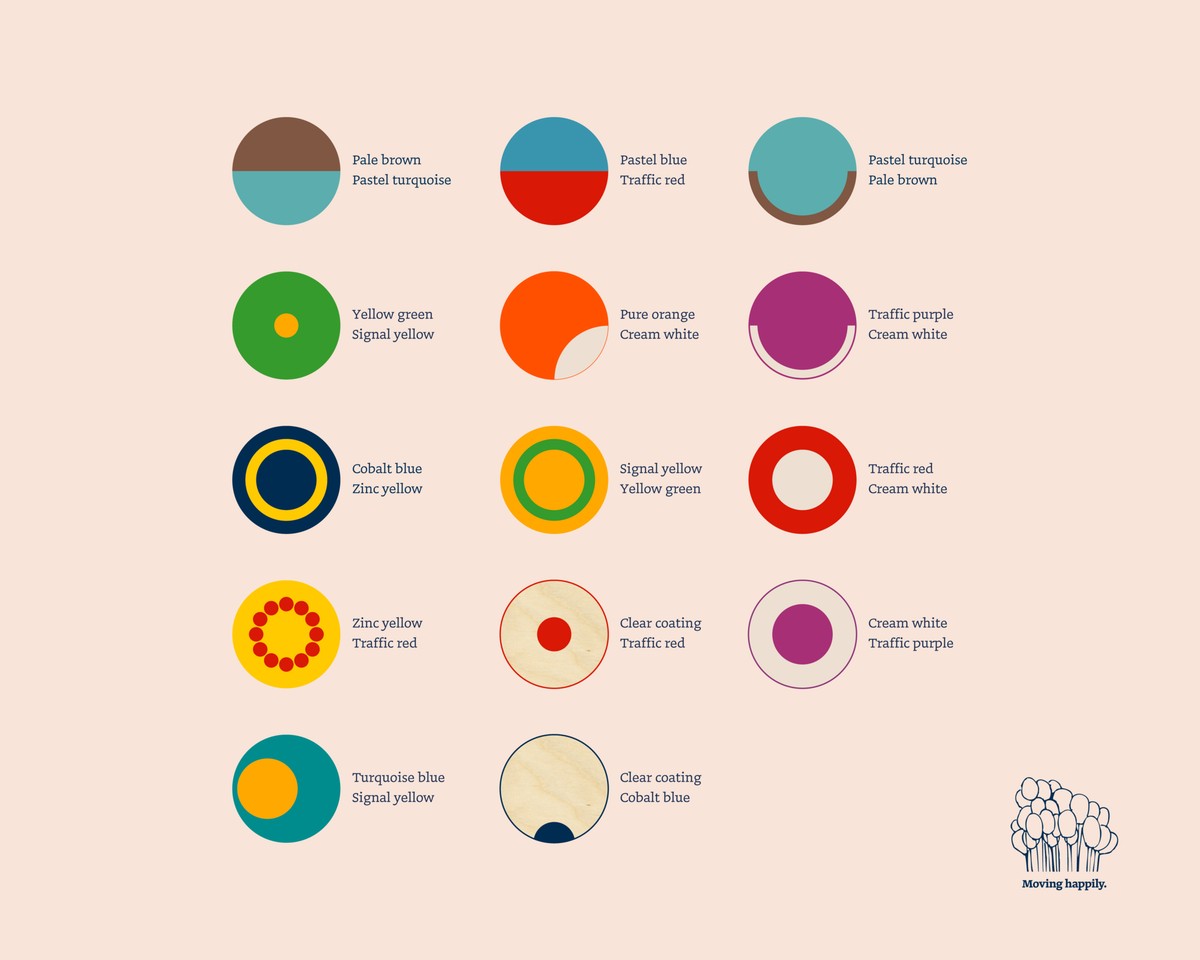 Pale brown
Pastel turquoise
Pastel blue
Traffic red
Pastel turquoise
Pale brown
Yellow green
Signal yellow
Pure orange
Cream white
Traffic purple
Cream white
Cobalt blue
Zinc yellow
Signal yellow
Yellow green
Traffic red
Cream white
Zinc yellow
Traffic red
Clear coating
Traffic red
Cream white
Traffic purple
Turquoise blue
Signal yellow
Clear coating
Cobalt blue
Moving happily.